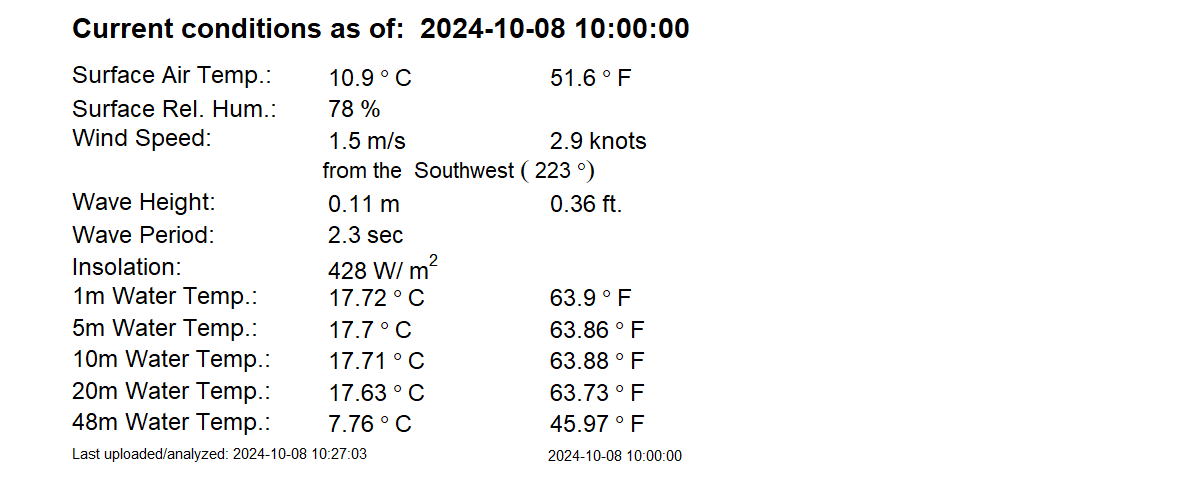 Current conditions as of:  2024-10-08 10:00:00
Surface Air Temp.: 10.9 ° C 51.6 ° F
Surface Rel. Hum.: 78 %
Wind Speed: 1.5 m/s 2.9 knots
from the  Southwest ( 223 °)
Wave Height: 0.11 m 0.36 ft.
Wave Period: 2.3 sec
Insolation: 428 W/ m²
1m Water Temp.: 17.72 ° C 63.9 ° F
5m Water Temp.: 17.7 ° C 63.86 ° F
10m Water Temp.: 17.71 ° C 63.88 ° F
20m Water Temp.: 17.63 ° C 63.73 ° F
48m Water Temp.: 7.76 ° C 45.97 ° F
Last uploaded/analyzed: 2024-10-08 10:27:03 2024-10-08 10:00:00